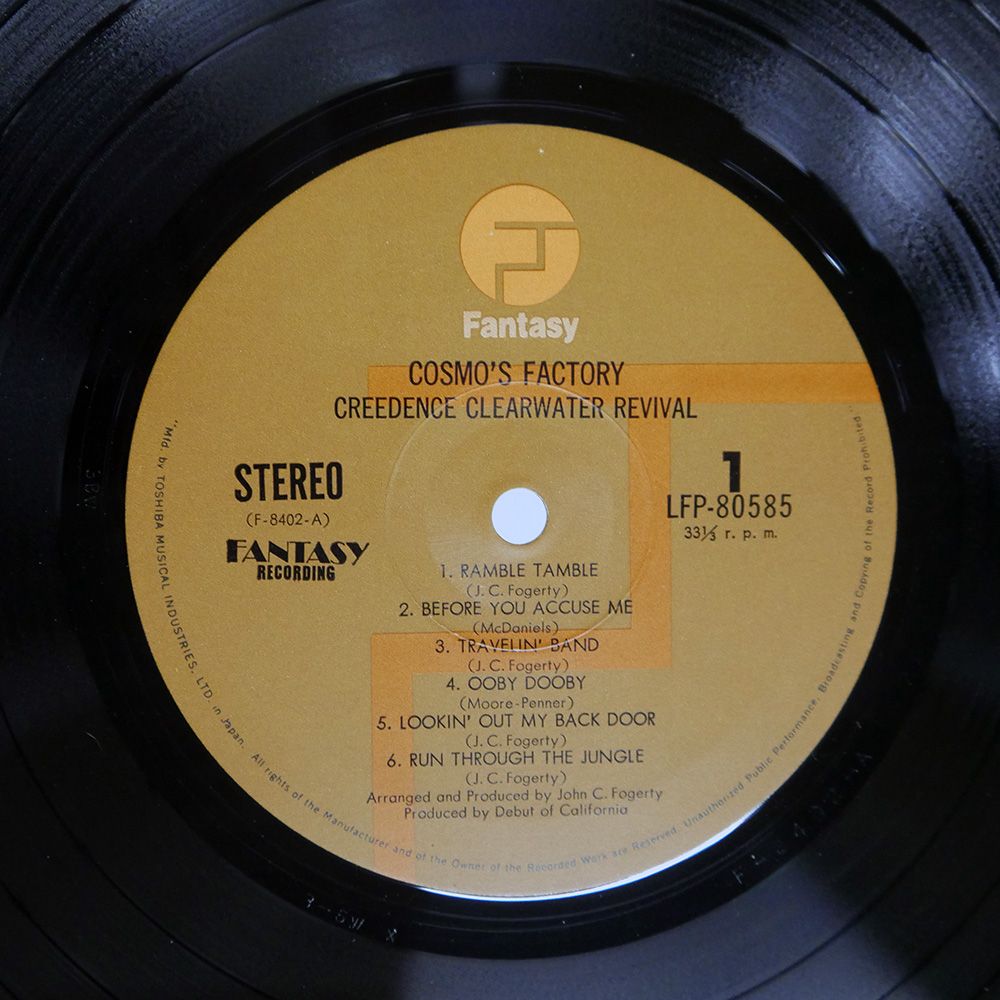 Fantasy
COSMO'S FACTORY
CREEDENCE CLEARWATER REVIVAL
STEREO
(F-8402-A)
FANTASY
RECORDING
1
LFP-80585
33⅓ r. p. m.
1. RAMBLE TAMBLE
(J. C. Fogerty)
2. BEFORE YOU ACCUSE ME
(McDaniels)
3. TRAVELIN' BAND
(J. C. Fogerty)
4. OOBY DOOBY
(Moore-Penner)
5. LOOKIN' OUT MY BACK DOOR
(J. C. Fogerty)
6. RUN THROUGH THE JUNGLE
(J. C. Fogerty)
Arranged and Produced by John C. Fogerty
Produced by Debut of California
"Mfd. by TOSHIBA MUSICAL INDUSTRIES, LTD. in Japan. All rights of the Manufacturer and of the Owner of the Recorded Work are Reserved. Unauthorized Public Performance, Broadcasting and Copying of the Record Prohibited"